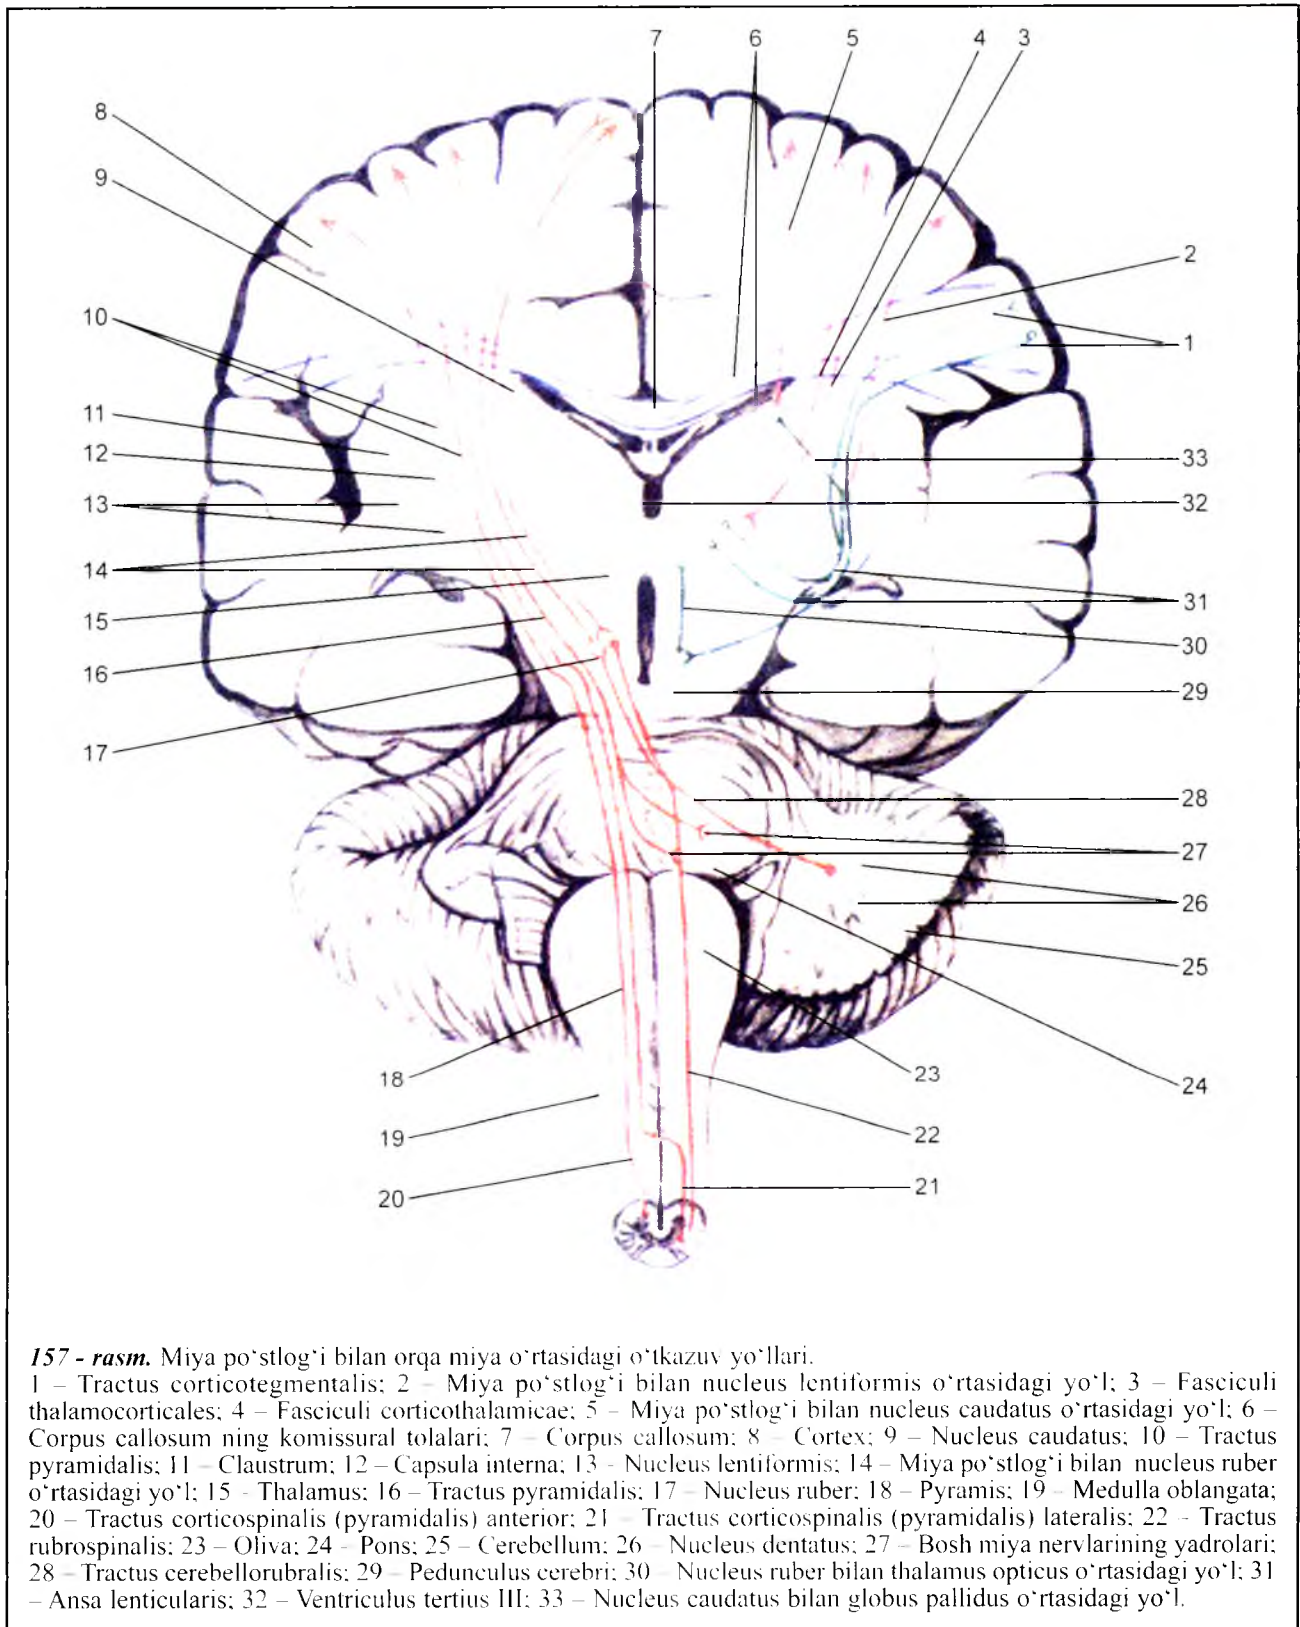 7 6 5 4 3
8
9
2
10
1
11
12
33
13
32
14
15
31
30
16
29
17
28
27
26
25
18
23
24
19
22
20
21
157 - rasm. Miya po‘stlog‘i bilan orqa miya o‘rtasidagi o‘tkazuv yo‘llari.
1 – Tractus corticotegmentalis; 2 – Miya po‘stlog‘i bilan nucleus lentiformis o‘rtasidagi yo‘l; 3 – Fasciculi
thalamocorticales; 4 – Fasciculi corticothalamicae; 5 – Miya po‘stlog‘i bilan nucleus caudatus o‘rtasidagi yo‘l; 6 –
Corpus callosum ning komissural tolalari; 7 – Corpus callosum; 8 – Cortex; 9 – Nucleus caudatus; 10 – Tractus
pyramidalis; 11 – Claustrum; 12 – Capsula interna; 13 - Nucleus lentiformis; 14 – Miya po‘stlog‘i bilan nucleus ruber
o‘rtasidagi yo‘l; 15 - Thalamus; 16 – Tractus pyramidalis; 17 – Nucleus ruber; 18 – Pyramis; 19 – Medulla oblangata;
20 – Tractus corticospinalis (pyramidalis) anterior; 21 – Tractus corticospinalis (pyramidalis) lateralis; 22 – Tractus
rubrospinalis; 23 – Oliva; 24 – Pons; 25 – Cerebellum; 26 – Nucleus dentatus; 27 – Bosh miya nervlarining yadrolari;
28 – Tractus cerebellorubralis; 29 – Pedunculus cerebri; 30 – Nucleus ruber bilan thalamus opticus o‘rtasidagi yo‘l; 31
– Ansa lenticularis; 32 – Ventriculus tertius III; 33 – Nucleus caudatus bilan globus pallidus o‘rtasidagi yo‘l.